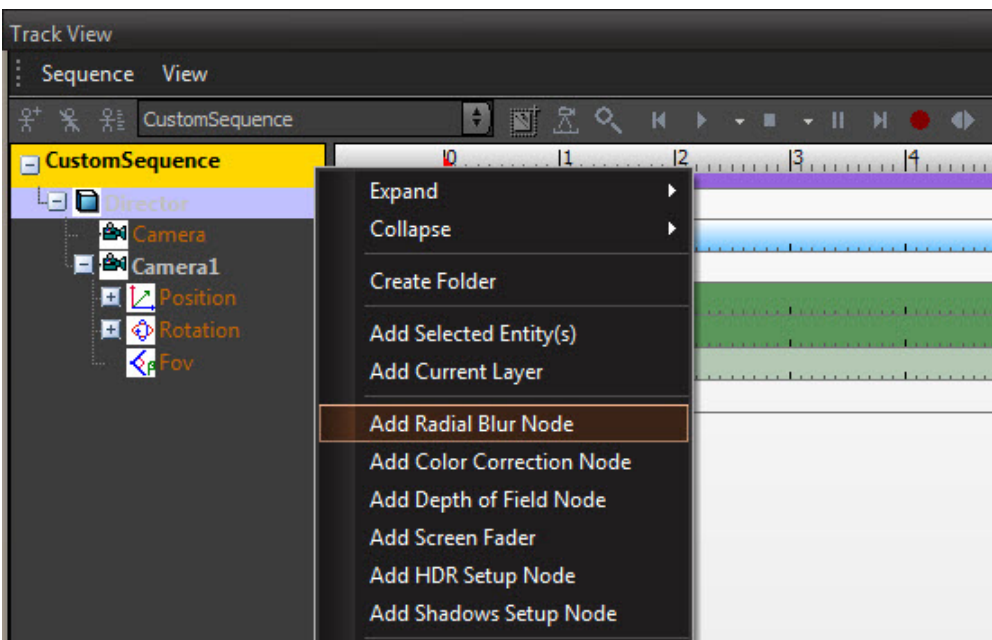 Track View
Sequence View
CustomSequence
CustomSequence 0 1 2 3 4
Director
Camera
Camera1
Position
Rotation
Fov
Expand
Collapse
Create Folder
Add Selected Entity(s)
Add Current Layer
Add Radial Blur Node
Add Color Correction Node
Add Depth of Field Node
Add Screen Fader
Add HDR Setup Node
Add Shadows Setup Node